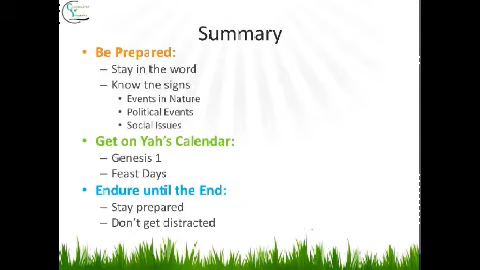 Summary
• Be Prepared:
– Stay in the word
– Know the signs
• Events in Nature
• Political Events
• Social Issues
• Get on Yah's Calendar:
– Genesis 1
– Feast Days
• Endure until the End:
– Stay prepared
– Don't get distracted